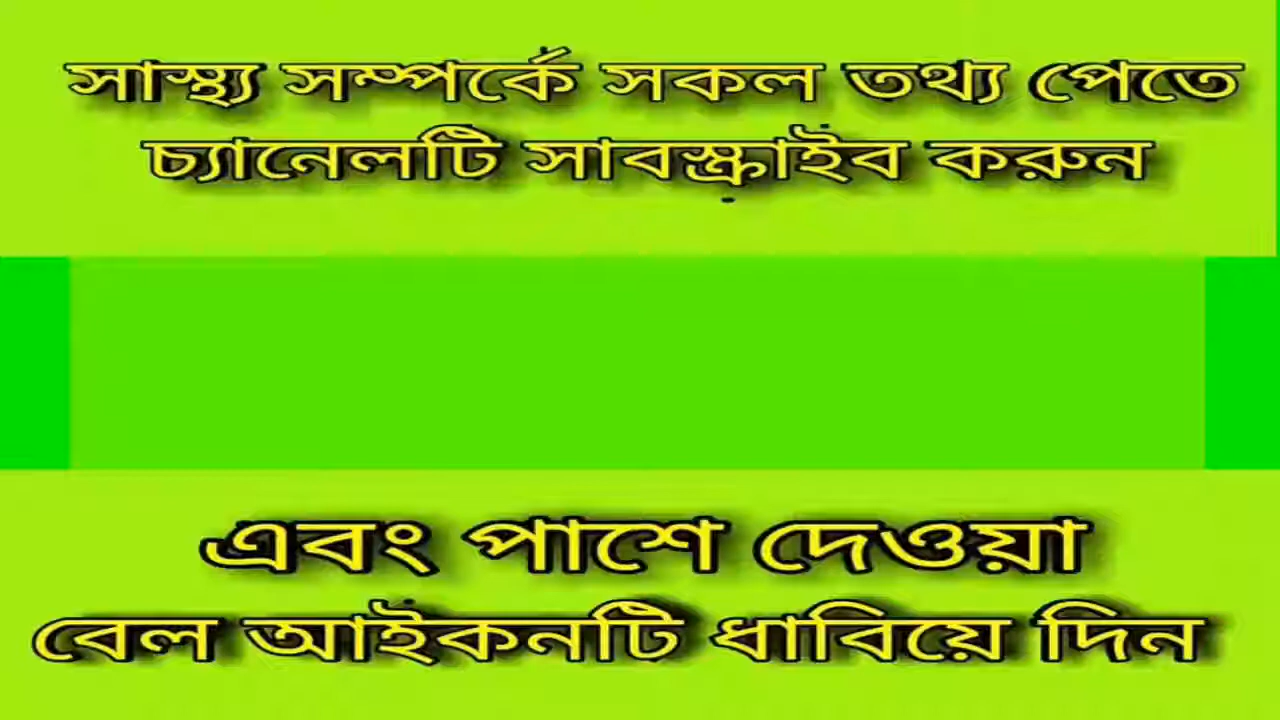 সাস্থ্য সম্পর্কে সকল তথ্য পেতে
চ্যানেলটি সাবস্ক্রাইব করুন
এবং পাশে দেওয়া
বেল আইকনটি ধাবিয়ে দিন